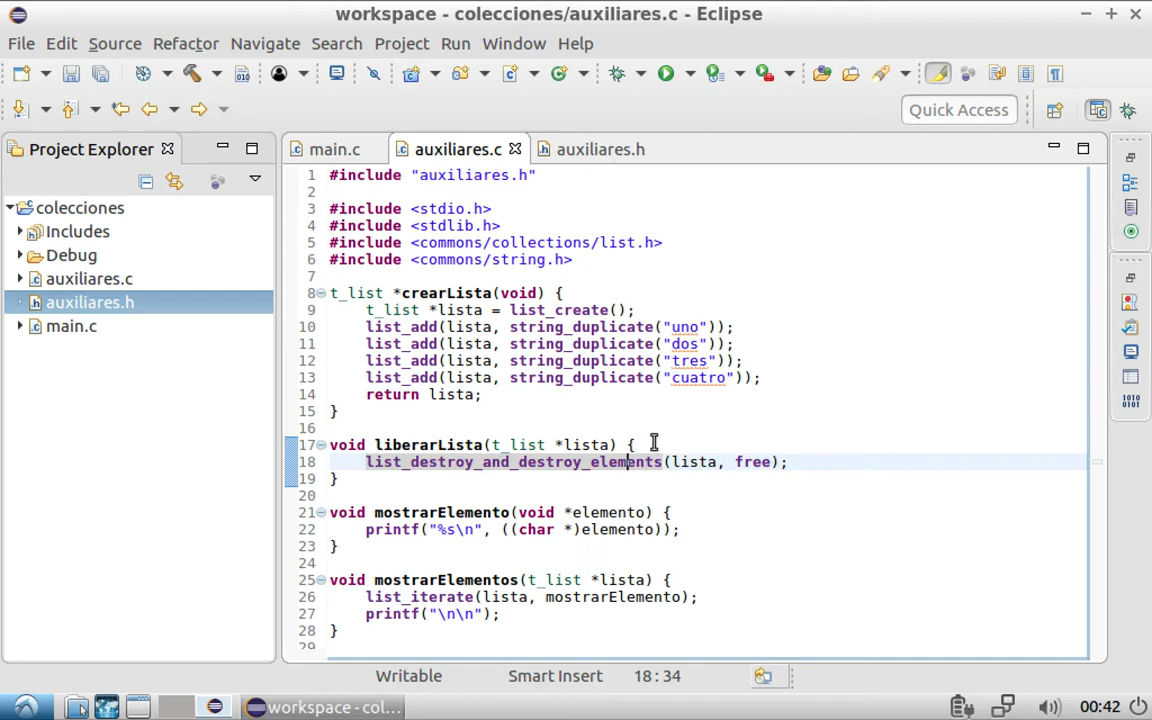 workspace - colecciones/auxiliares.c - Eclipse
File Edit Source Refactor Navigate Search Project Run Window Help
Quick Access
Project Explorer
main.c
auxiliares.c
auxiliares.h
colecciones
Includes
Debug
auxiliares.c
auxiliares.h
main.c
1 #include "auxiliares.h"
2
3 #include <stdio.h>
4 #include <stdlib.h>
5 #include <commons/collections/list.h>
6 #include <commons/string.h>
7
8 t_list *crearLista(void) {
9 t_list *lista = list_create();
10 list_add(lista, string_duplicate("uno"));
11 list_add(lista, string_duplicate("dos"));
12 list_add(lista, string_duplicate("tres"));
13 list_add(lista, string_duplicate("cuatro"));
14 return lista;
15 }
16
17 void liberarLista(t_list *lista) {
18 list_destroy_and_destroy_elements(lista, free);
19 }
20
21 void mostrarElemento(void *elemento) {
22 printf("%s\n", ((char *)elemento));
23 }
24
25 void mostrarElementos(t_list *lista) {
26 list_iterate(lista, mostrarElemento);
27 printf("\n\n");
28 }
29
Writable Smart Insert 18:34
workspace - col...
00:42